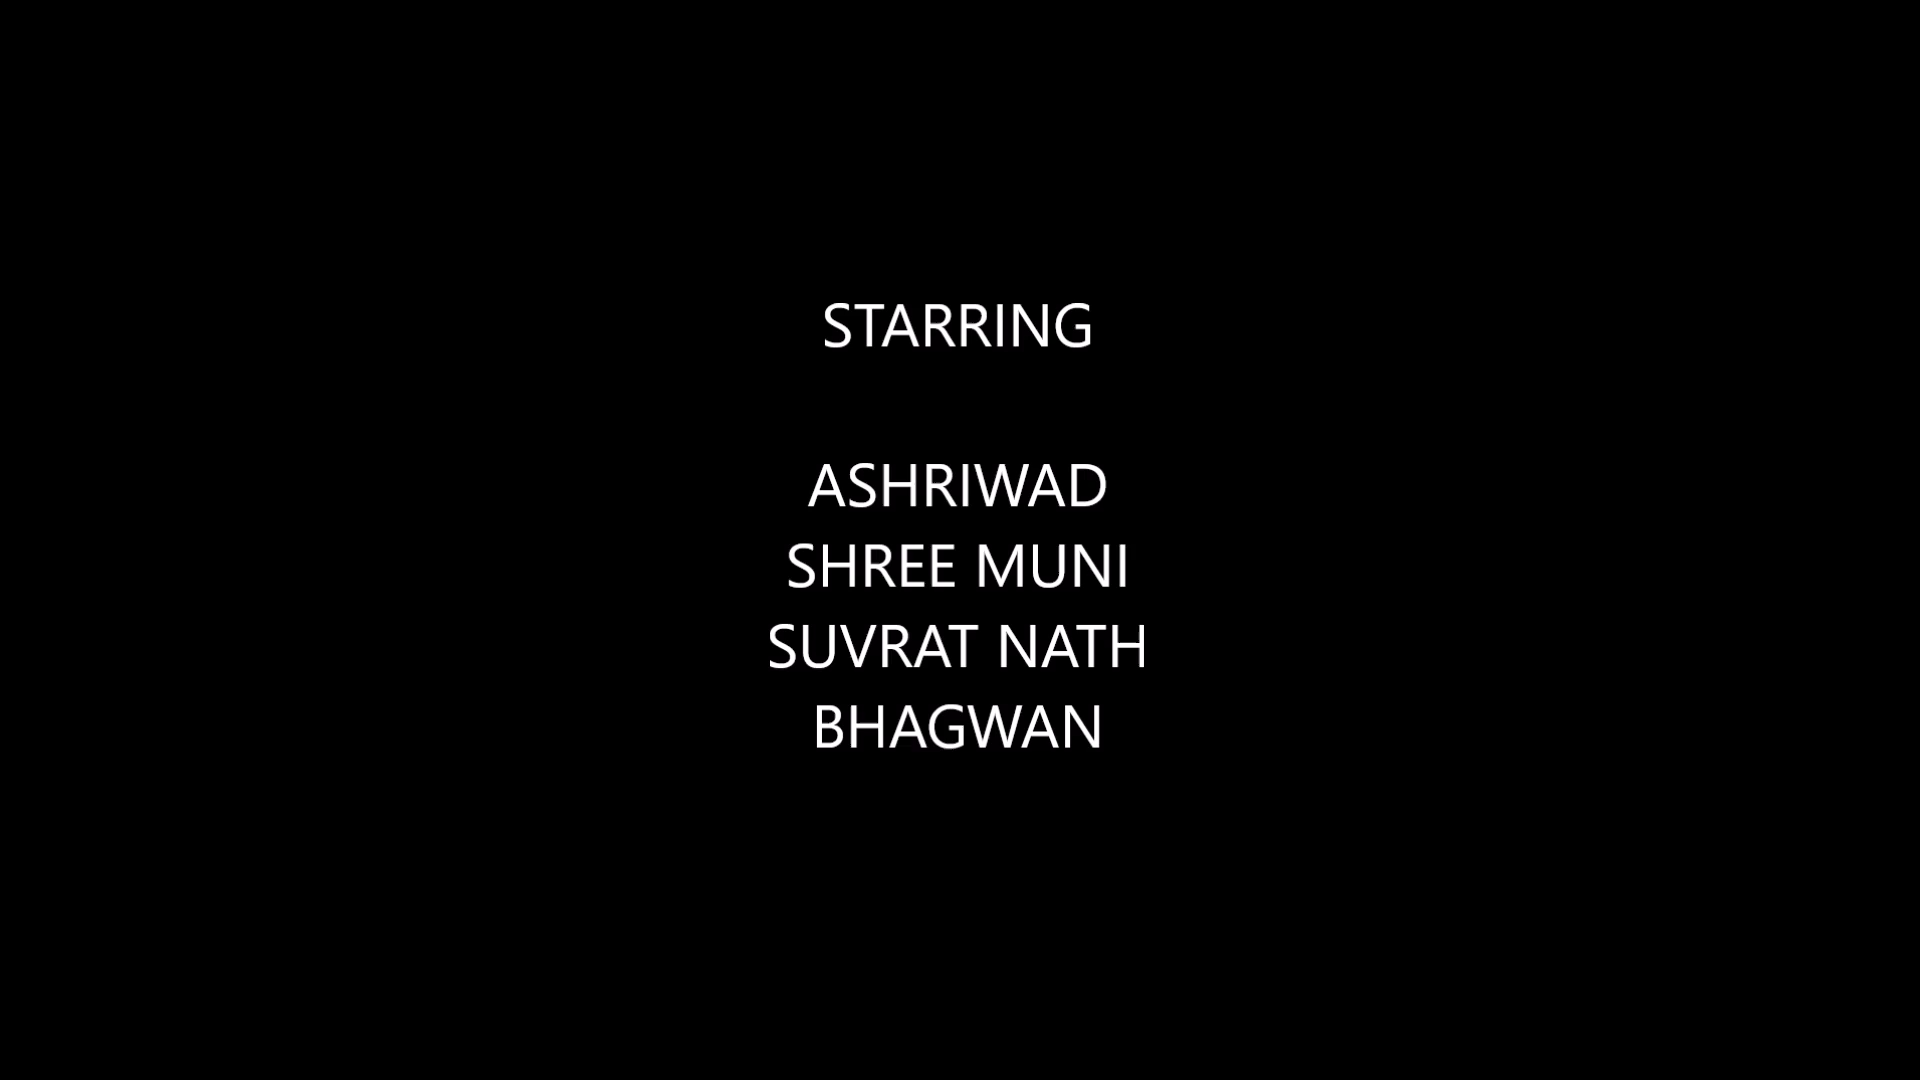 STARRING
ASHRIWAD
SHREE MUNI
SUVRAT NATH
BHAGWAN